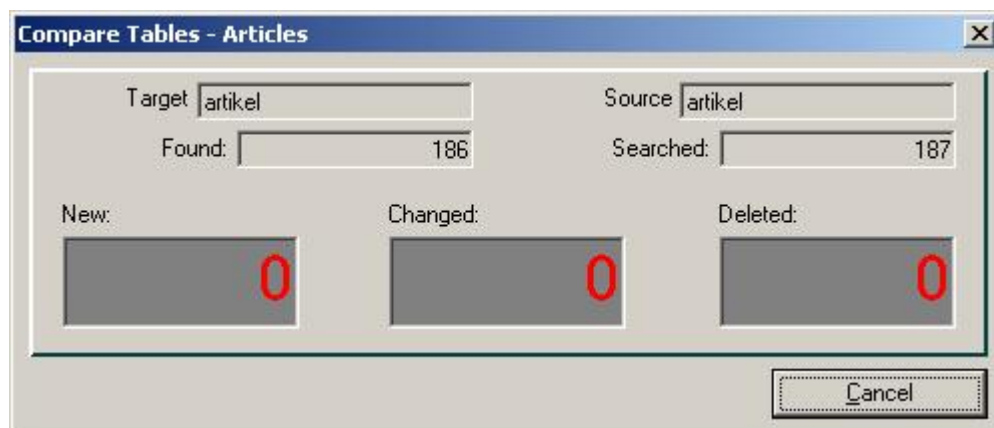 Compare Tables - Articles
Target artikel Source artikel
Found: 186 Searched: 187
New: Changed: Deleted:
0 0 0
Cancel